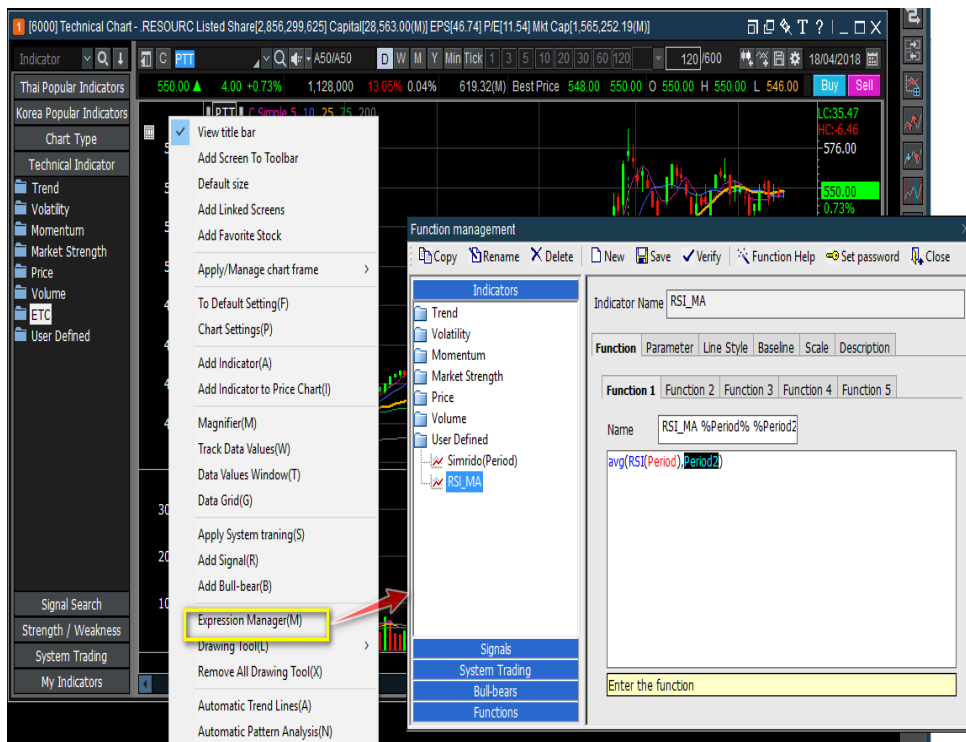 1 [6000] Technical Chart - .RESOURC Listed Share[2,856,299,625] Capital[28,563.00(M)] EPS[46.74] P/E[11.54] Mkt Cap[1,565,252.19(M)] T ?
Indicator C PTT A50/A50 D W M Y Min Tick 1 3 5 10 20 30 60 120 120 /600 18/04/2018
Thai Popular Indicators 550.00 ▲ 4.00 +0.73% 1,128,000 13.05% 0.04% 619.32(M) Best Price 548.00 550.00 O 550.00 H 550.00 L 546.00 Buy Sell
Korea Popular Indicators
Chart Type
Technical Indicator
Trend
Volatility
Momentum
Market Strength
Price
Volume
ETC
User Defined
Signal Search
Strength / Weakness
System Trading
My Indicators
PTT C Simple 5 10 25 75 200
LC:35.47
HC:-6.46
576.00
550.00
0.73%
View title bar
Add Screen To Toolbar
Default size
Add Linked Screens
Add Favorite Stock
Apply/Manage chart frame >
To Default Setting(F)
Chart Settings(P)
Add Indicator(A)
Add Indicator to Price Chart(I)
Magnifier(M)
Track Data Values(W)
Data Values Window(T)
Data Grid(G)
Apply System traning(S)
Add Signal(R)
Add Bull-bear(B)
Expression Manager(M)
Drawing Tool(L) >
Remove All Drawing Tool(X)
Automatic Trend Lines(A)
Automatic Pattern Analysis(N)
Function management
Copy Rename Delete New Save Verify Function Help Set password Close
Indicators
Trend
Volatility
Momentum
Market Strength
Price
Volume
User Defined
Simrido(Period)
RSI_MA
Signals
System Trading
Bull-bears
Functions
Indicator Name RSI_MA
Function Parameter Line Style Baseline Scale Description
Function 1 Function 2 Function 3 Function 4 Function 5
Name RSI_MA %Period% %Period2
avg(RSI(Period),Period2)
Enter the function